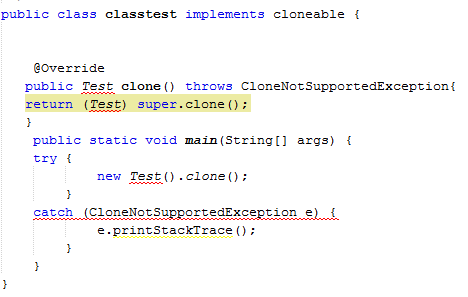 public class classtest implements cloneable {
@Override
public Test clone() throws CloneNotSupportedException{
return (Test) super.clone();
}
public static void main(String[] args) {
try {
new Test().clone();
}
catch (CloneNotSupportedException e) {
e.printStackTrace();
}
}
}